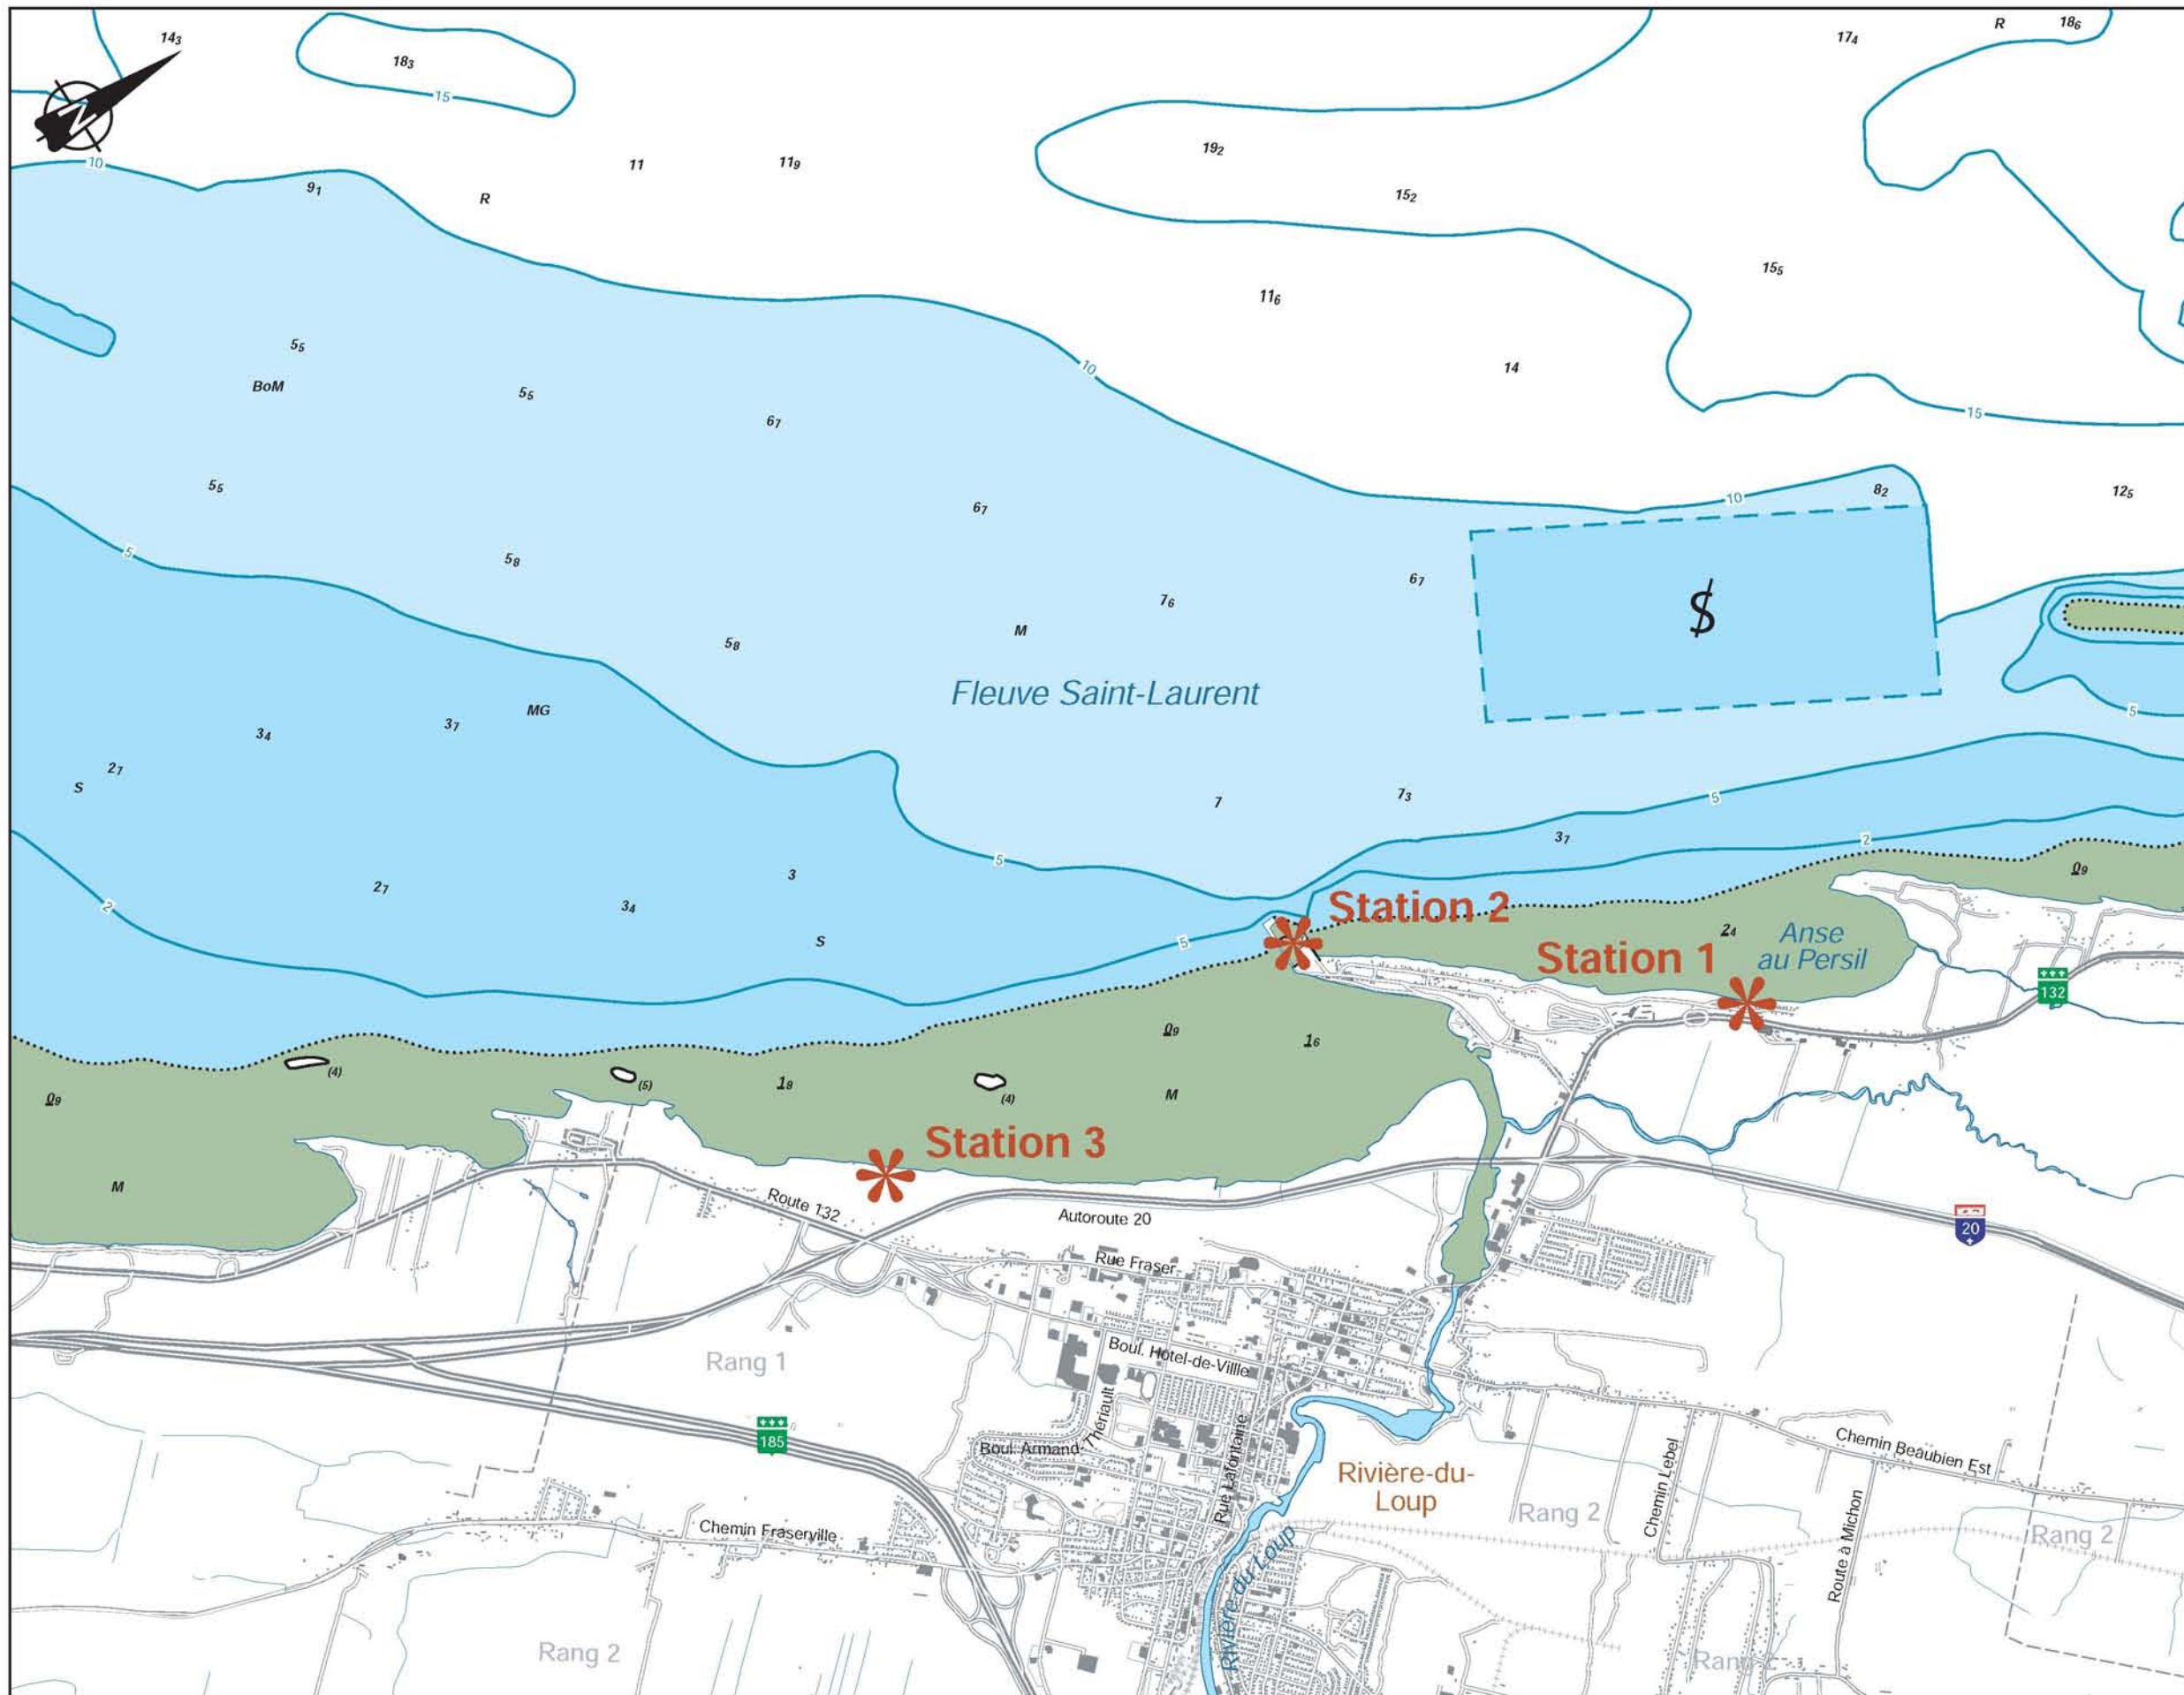 14₃
R
18₆
17₄
18₃
15
N
19₂
11
11₉
10
9₁
15₂
R
15₅
11₆
5₅
14
10
BoM
5₅
15
6₇
5₅
8₂
12₅
10
6₇
5
5₈
6₇
7₆
$
M
5₈
Fleuve Saint-Laurent
MG
5
3₇
3₄
2₇
S
7₃
5
7
3₇
2
5
0₉
3
2₇
2
3₄
Station 2
2₄
Anse
au Persil
S
5
Station 1
132
0₉
1₆
(4)
(5)
1₈
(4)
M
0₉
Station 3
M
Route 132
Autoroute 20
20
Rue Fraser
Rang 1
Boul. Hôtel-de-Villle
185
Boul. Armand-Thériault
Rue Lafontaine
Chemin Beaubien Est
Rivière-du-
Loup
Chemin Lebel
Route à Michon
Rang 2
Rang 2
Chemin Fraserville
Rivière du Loup
Rang 2